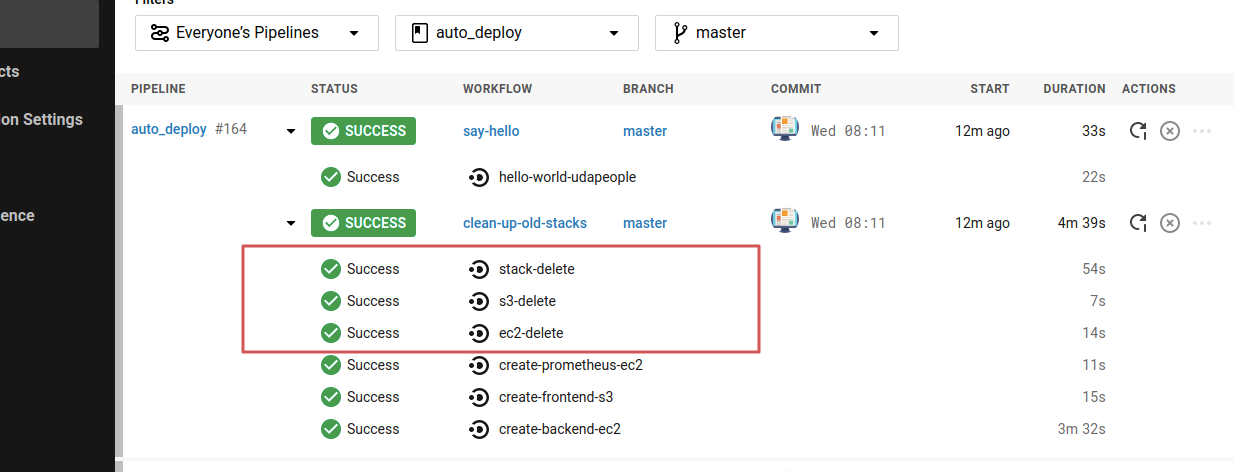 Everyone's Pipelines auto_deploy master
cts
PIPELINE STATUS WORKFLOW BRANCH COMMIT START DURATION ACTIONS
ion Settings
auto_deploy #164 SUCCESS say-hello master Wed 08:11 12m ago 33s
Success hello-world-udapeople 22s
ence
SUCCESS clean-up-old-stacks master Wed 08:11 12m ago 4m 39s
Success stack-delete 54s
Success s3-delete 7s
Success ec2-delete 14s
Success create-prometheus-ec2 11s
Success create-frontend-s3 15s
Success create-backend-ec2 3m 32s